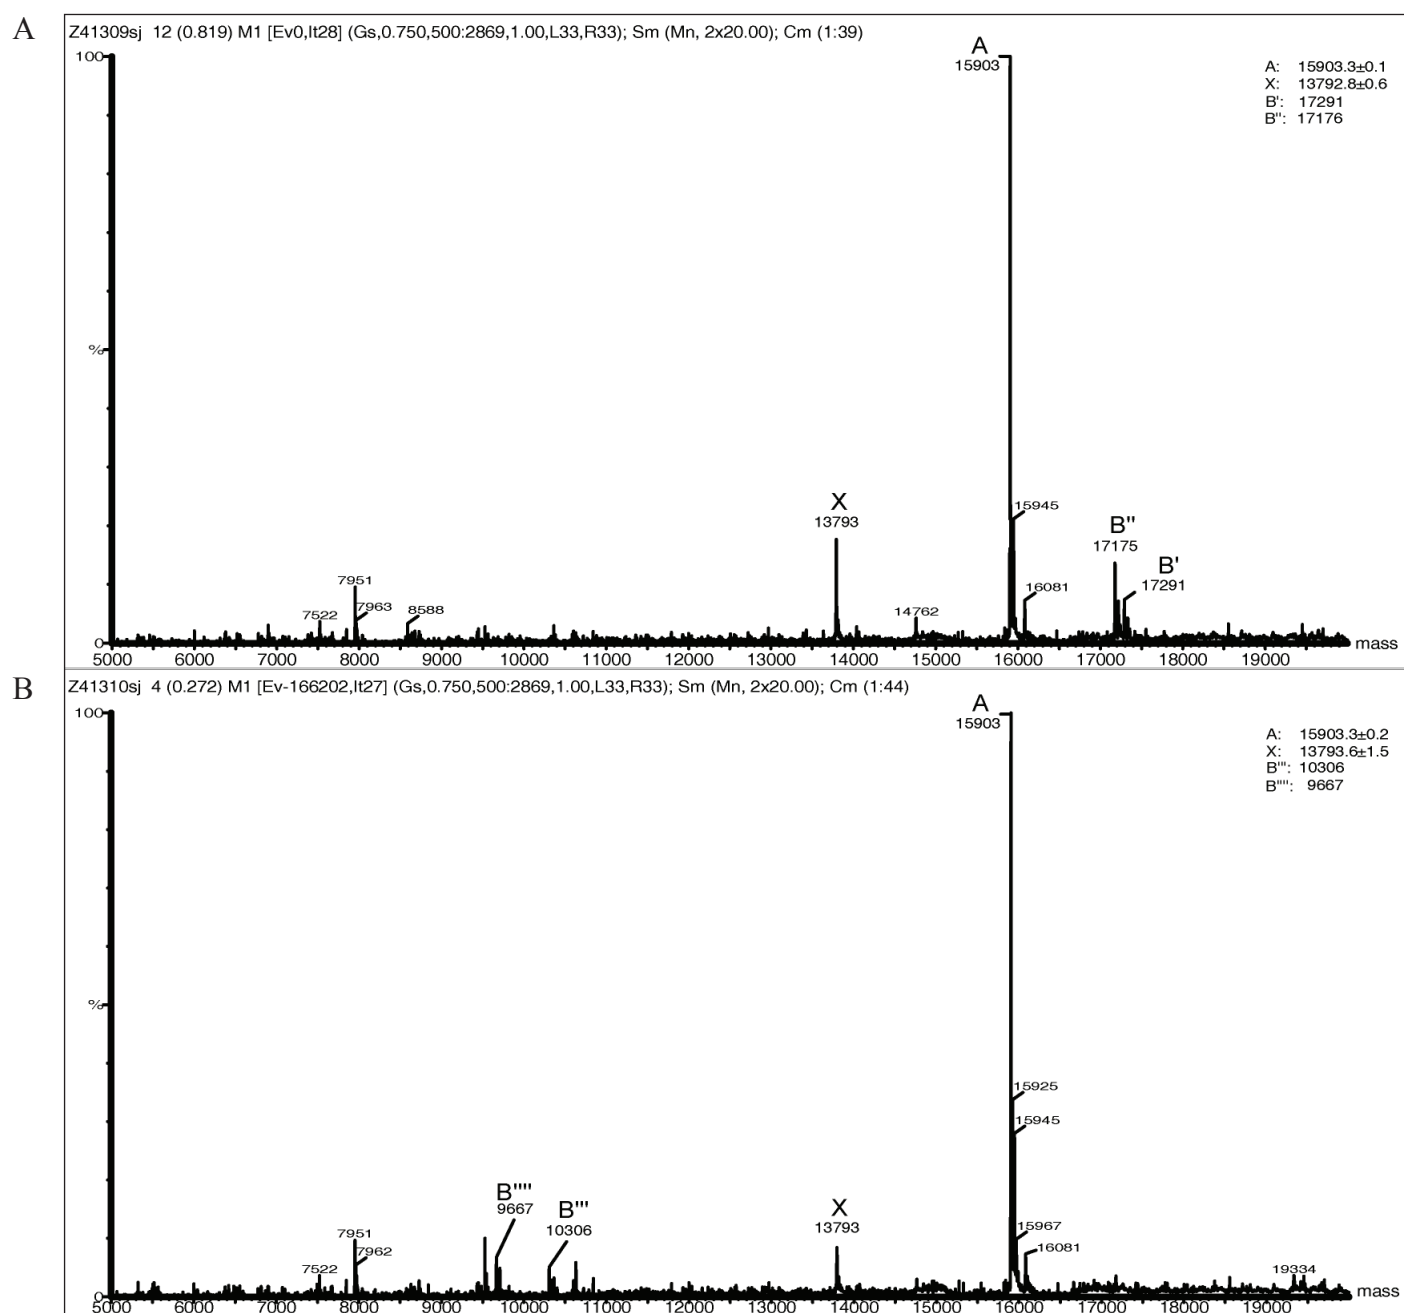 A
Z41309sj 12 (0.819) M1 [Ev0,It28] (Gs,0.750,500:2869,1.00,L33,R33); Sm (Mn, 2x20.00); Cm (1:39)
100
A
15903
A: 15903.3±0.1
X: 13792.8±0.6
B': 17291
B": 17176
%
X
13793
15945
B"
17175
B'
17291
16081
7951
7963
7522
8588
14762
0
5000 6000 7000 8000 9000 10000 11000 12000 13000 14000 15000 16000 17000 18000 19000 mass
B
Z41310sj 4 (0.272) M1 [Ev-166202,It27] (Gs,0.750,500:2869,1.00,L33,R33); Sm (Mn, 2x20.00); Cm (1:44)
100
A
15903
A: 15903.3±0.2
X: 13793.6±1.5
B''': 10306
B'''': 9667
%
15925
15945
B''''
9667
B'''
10306
X
13793
15967
16081
7951
7962
7522
19334
0
5000 6000 7000 8000 9000 10000 11000 12000 13000 14000 15000 16000 17000 18000 19000 mass